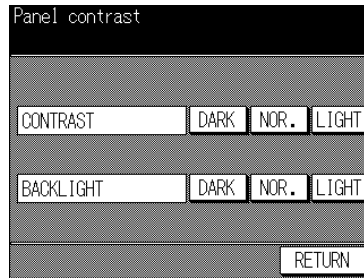 Panel contrast
CONTRAST DARK NOR. LIGHT
BACKLIGHT DARK NOR. LIGHT
RETURN